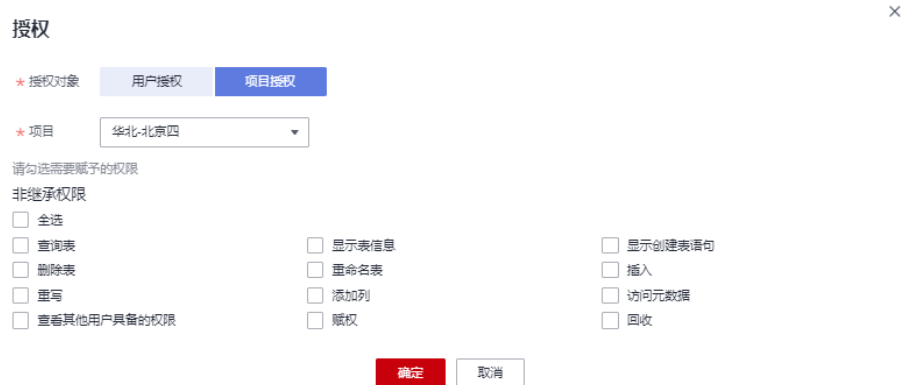 授权
* 授权对象 用户授权 项目授权
* 项目 华北-北京四
请勾选需要赋予的权限
非继承权限
全选
查询表 显示表信息 显示创建表语句
删除表 重命名表 插入
重写 添加列 访问元数据
查看其他用户具备的权限 赋权 回收
确定 取消